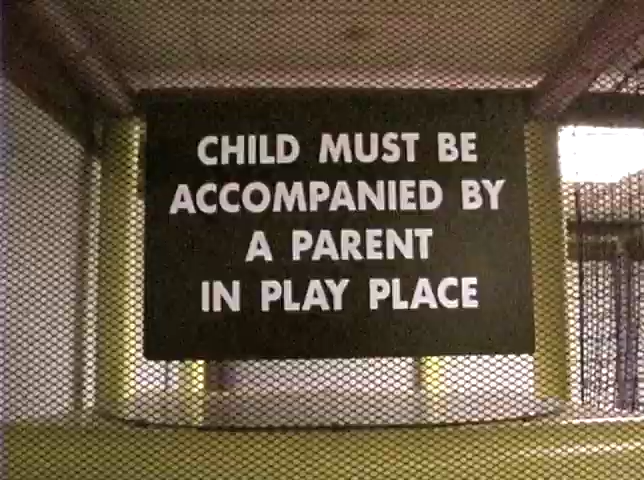 CHILD MUST BE
ACCOMPANIED BY
A PARENT
IN PLAY PLACE